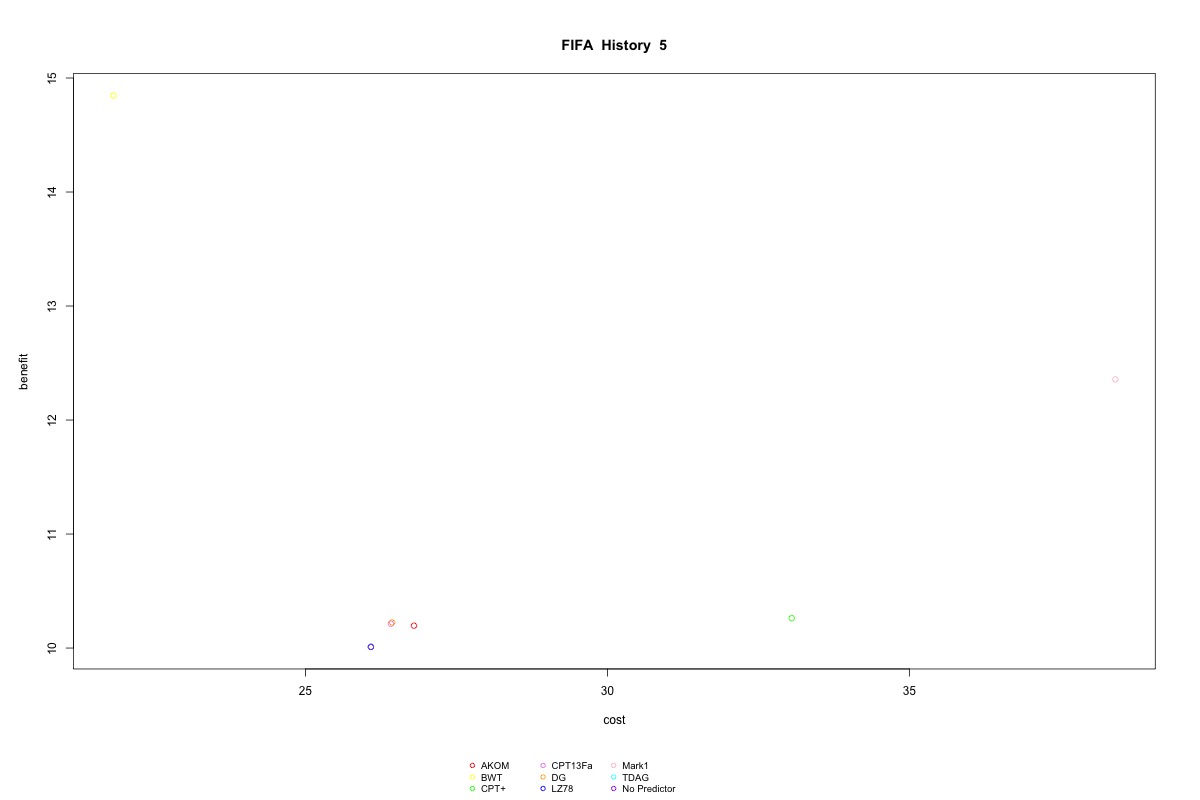 FIFA History 5
15
14
13
12
11
10
benefit
25 30 35
cost
AKOM CPT13Fa Mark1
BWT DG TDAG
CPT+ LZ78 No Predictor